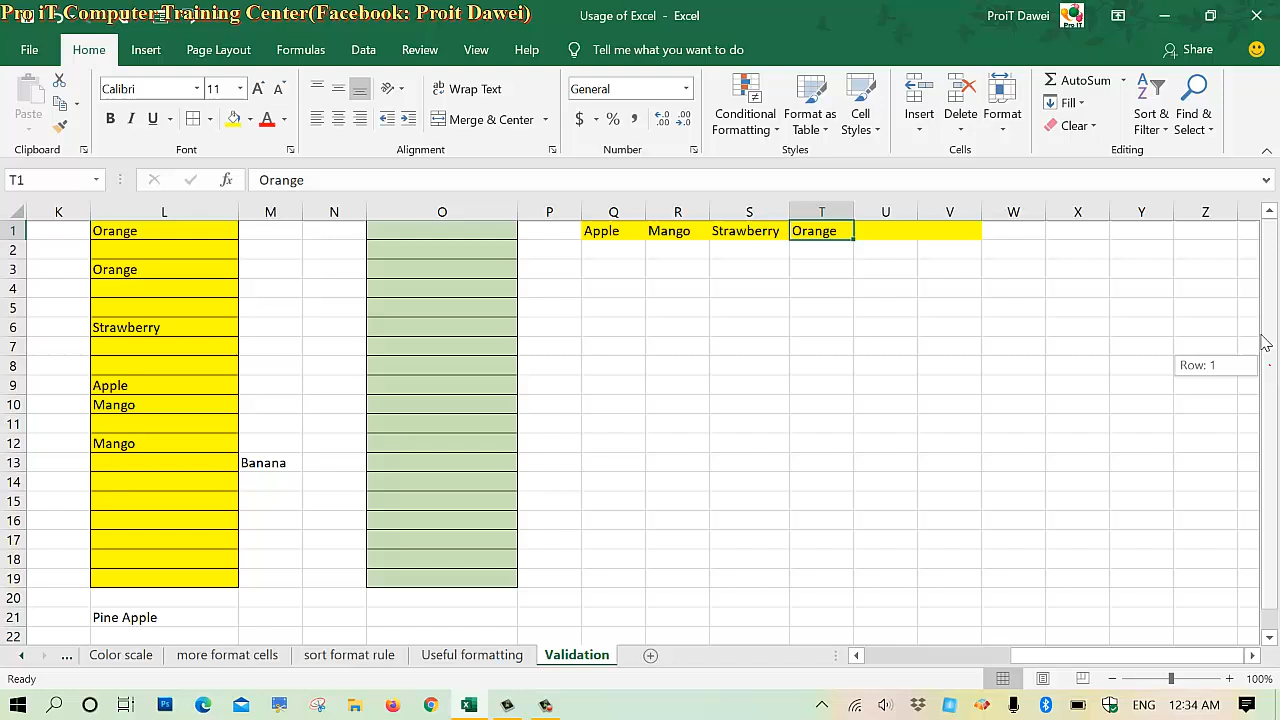 Pro iT Computer Training Center(Facebook: Proit Dawei)
Usage of Excel - Excel
ProiT Dawei
File Home Insert Page Layout Formulas Data Review View Help Tell me what you want to do Share
Paste
Clipboard
Calibri 11 A A
B I U A
Font
Wrap Text
Merge & Center
Alignment
General
$ % ,
Number
Conditional Formatting
Format as Table
Cell Styles
Styles
Insert
Delete
Format
Cells
AutoSum
Fill
Clear
Sort & Filter
Find & Select
Editing
T1 fx Orange
K L M N O P Q R S T U V W X Y Z
1 Orange Apple Mango Strawberry Orange
2
3 Orange
4
5
6 Strawberry
7
8
Row: 1
9 Apple
10 Mango
11
12 Mango
13 Banana
14
15
16
17
18
19
20
21 Pine Apple
22
... Color scale more format cells sort format rule Useful formatting Validation
Ready
100%
ENG 12:34 AM